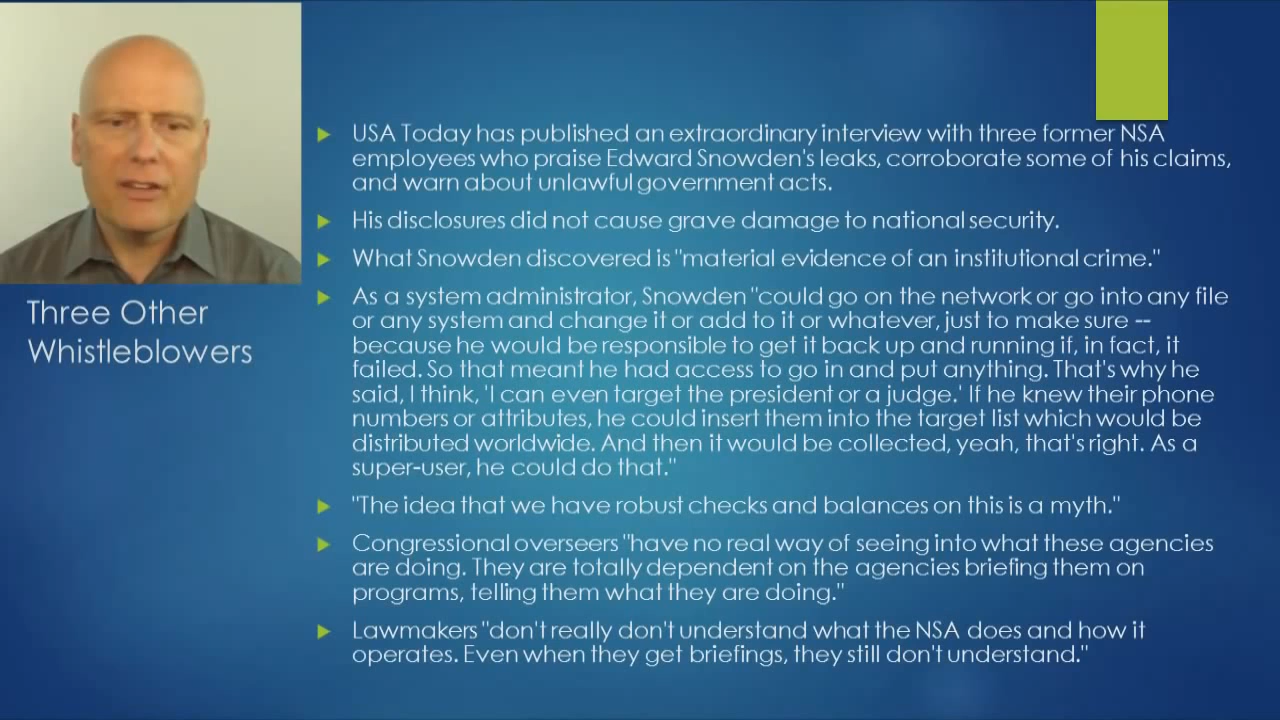 Three Other
Whistleblowers
USA Today has published an extraordinary interview with three former NSA
employees who praise Edward Snowden's leaks, corroborate some of his claims,
and warn about unlawful government acts.
His disclosures did not cause grave damage to national security.
What Snowden discovered is "material evidence of an institutional crime."
As a system administrator, Snowden "could go on the network or go into any file
or any system and change it or add to it or whatever, just to make sure --
because he would be responsible to get it back up and running if, in fact, it
failed. So that meant he had access to go in and put anything. That's why he
said, I think, 'I can even target the president or a judge.' If he knew their phone
numbers or attributes, he could insert them into the target list which would be
distributed worldwide. And then it would be collected, yeah, that's right. As a
super-user, he could do that."
"The idea that we have robust checks and balances on this is a myth."
Congressional overseers "have no real way of seeing into what these agencies
are doing. They are totally dependent on the agencies briefing them on
programs, telling them what they are doing."
Lawmakers "don't really don't understand what the NSA does and how it
operates. Even when they get briefings, they still don't understand."